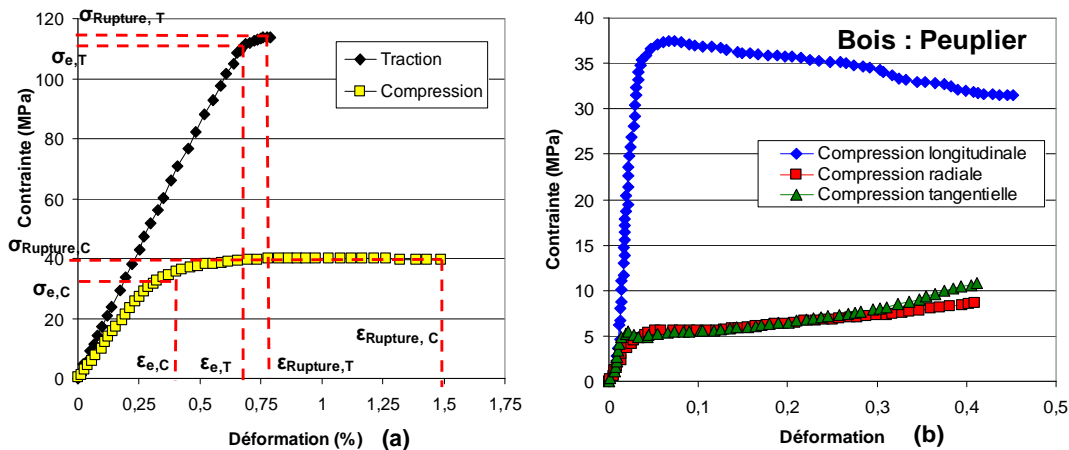 σRupture, T
σe,T
σRupture,C
σe,C
120
100
80
60
40
20
0
Contrainte (MPa)
Traction
Compression
εe,C
εe,T
εRupture,T
εRupture, C
0
0,25
0,5
0,75
1
1,25
1,5
1,75
Déformation (%)
(a)
Bois : Peuplier
40
35
30
25
20
15
10
5
0
Contrainte (MPa)
Compression longitudinale
Compression radiale
Compression tangentielle
0
0,1
0,2
0,3
0,4
0,5
Déformation
(b)